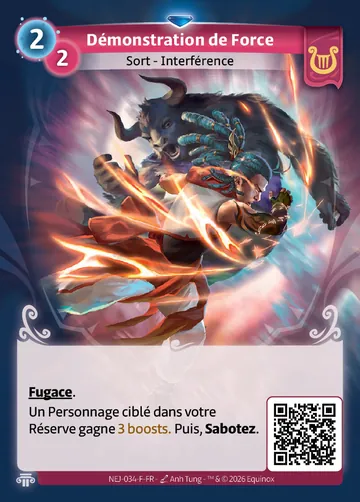 2
2
Démonstration de Force
Sort - Interférence
Fugace.
Un Personnage ciblé dans votre
Réserve gagne 3 boosts. Puis, Sabotez.
NEJ-034-F-FR - Anh Tung - ™ & © 2026 Equinox